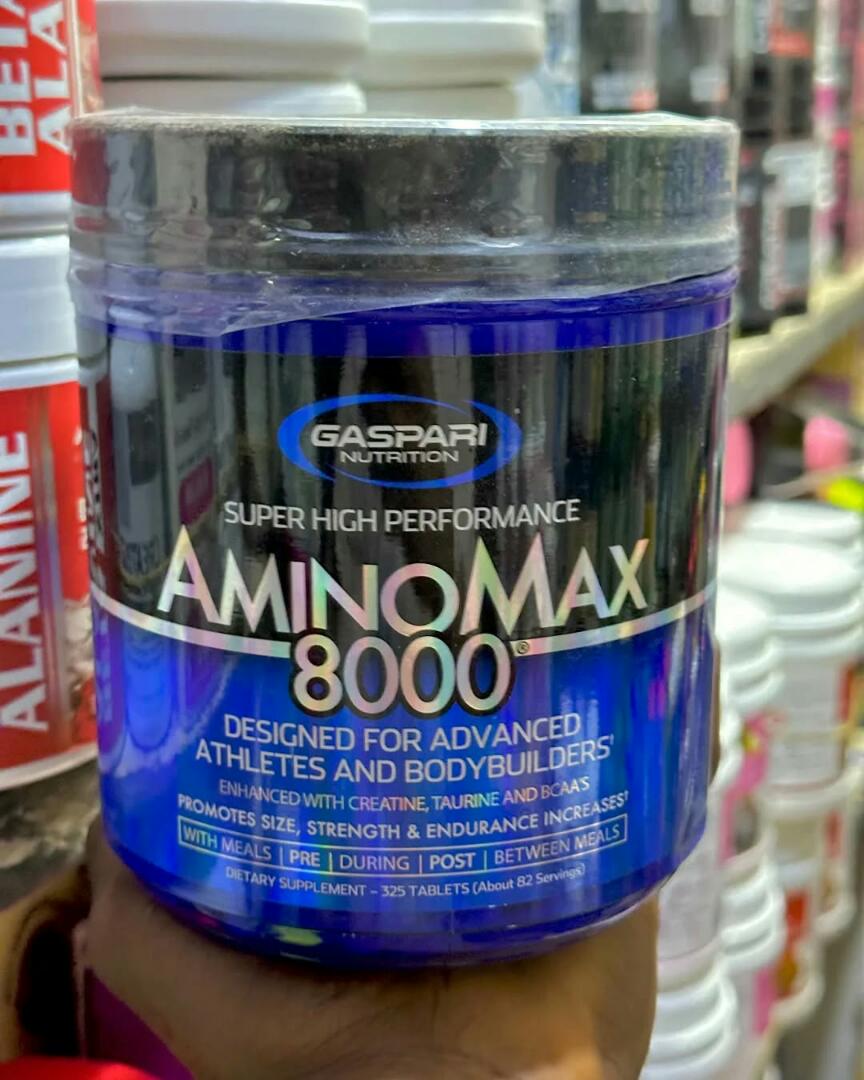 BETA
ALA
ALANINE
GASPARI
NUTRITION
SUPER HIGH PERFORMANCE
AMINOMAX
8000®
DESIGNED FOR ADVANCED
ATHLETES AND BODYBUILDERS†
ENHANCED WITH CREATINE, TAURINE AND BCAA'S
PROMOTES SIZE, STRENGTH & ENDURANCE INCREASES†
WITH MEALS | PRE | DURING | POST | BETWEEN MEALS
DIETARY SUPPLEMENT – 325 TABLETS (About 82 Servings)